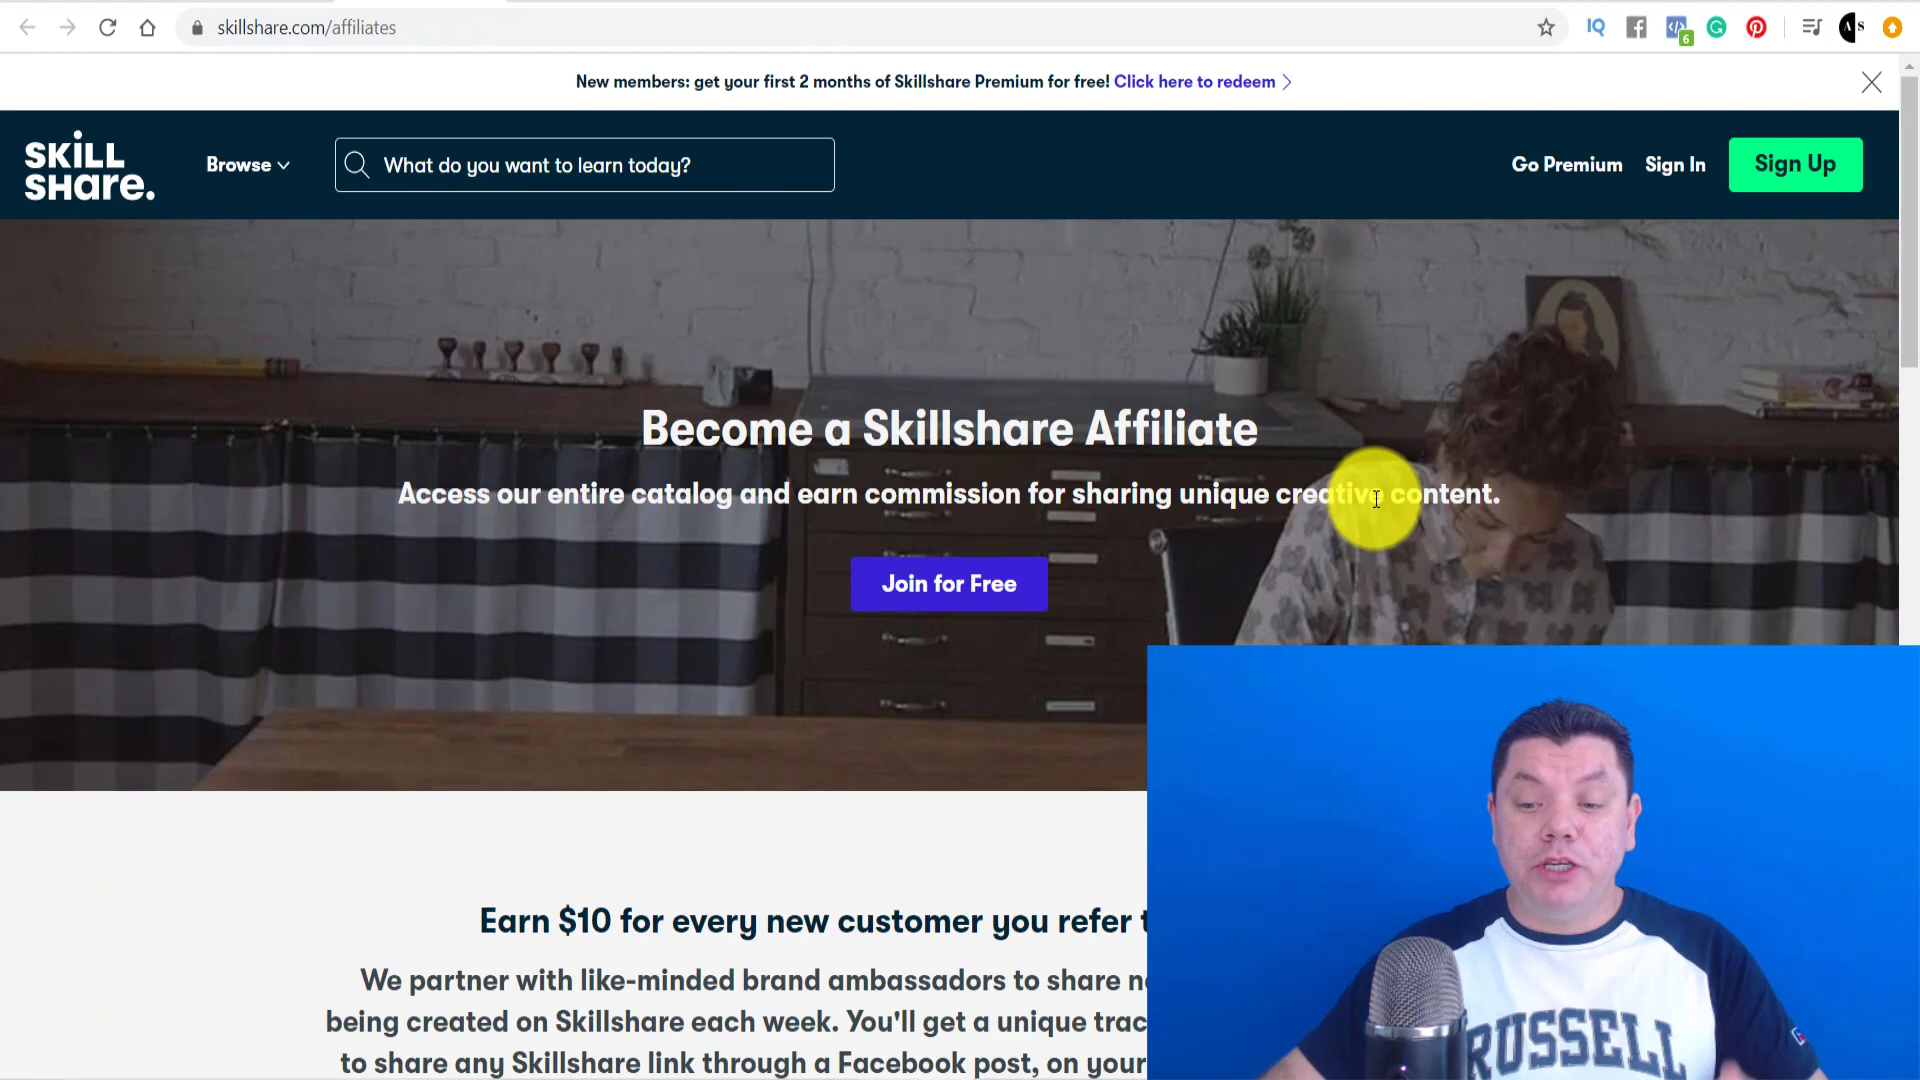 skillshare.com/affiliates
IQ
6
A S
New members: get your first 2 months of Skillshare Premium for free! Click here to redeem
SKILL
SHare.
Browse
What do you want to learn today?
Go Premium
Sign In
Sign Up
Become a Skillshare Affiliate
Access our entire catalog and earn commission for sharing unique creative content.
Join for Free
Earn $10 for every new customer you refer t
We partner with like-minded brand ambassadors to share n
being created on Skillshare each week. You'll get a unique trac
to share any Skillshare link through a Facebook post, on your
RUSSELL